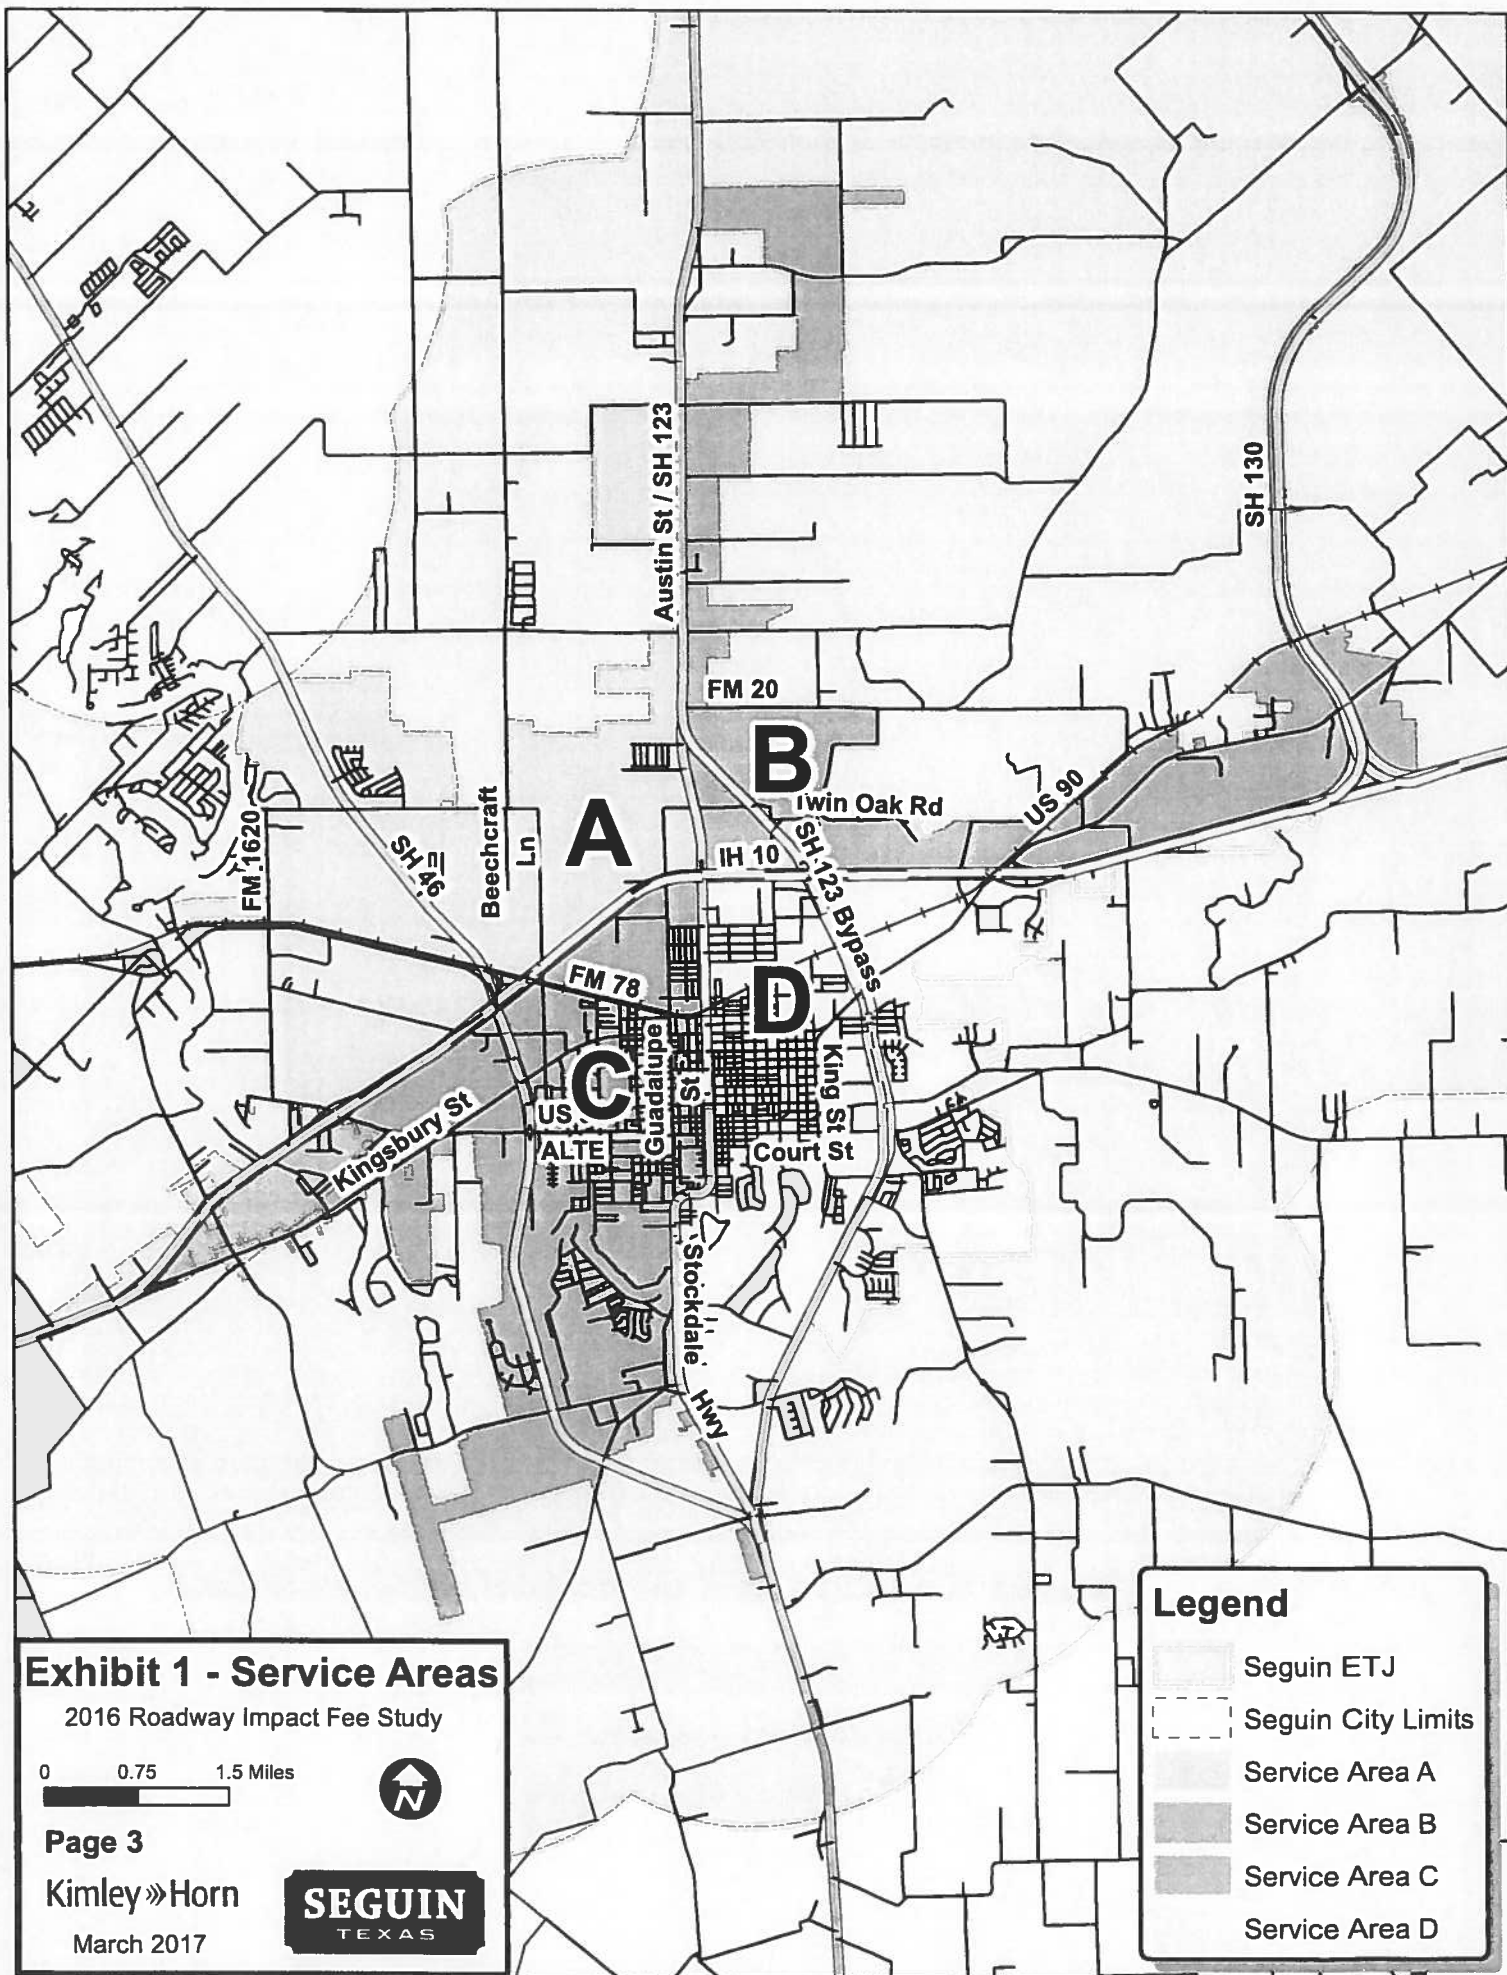 Austin St / SH 123
SH 130
FM 20
B
Twin Oak Rd
US 90
A
Beechcraft
Ln
FM 1620
SH 46
IH 10
SH 123 Bypass
FM 78
D
C
Guadalupe
St
King St
US
ALTE
Court St
Kingsbury St
Stockdale
Hwy
Legend
Seguin ETJ
Seguin City Limits
Service Area A
Service Area B
Service Area C
Service Area D
Exhibit 1 - Service Areas
2016 Roadway Impact Fee Study
0 0.75 1.5 Miles
N
Page 3
Kimley»Horn
March 2017
SEGUIN
TEXAS